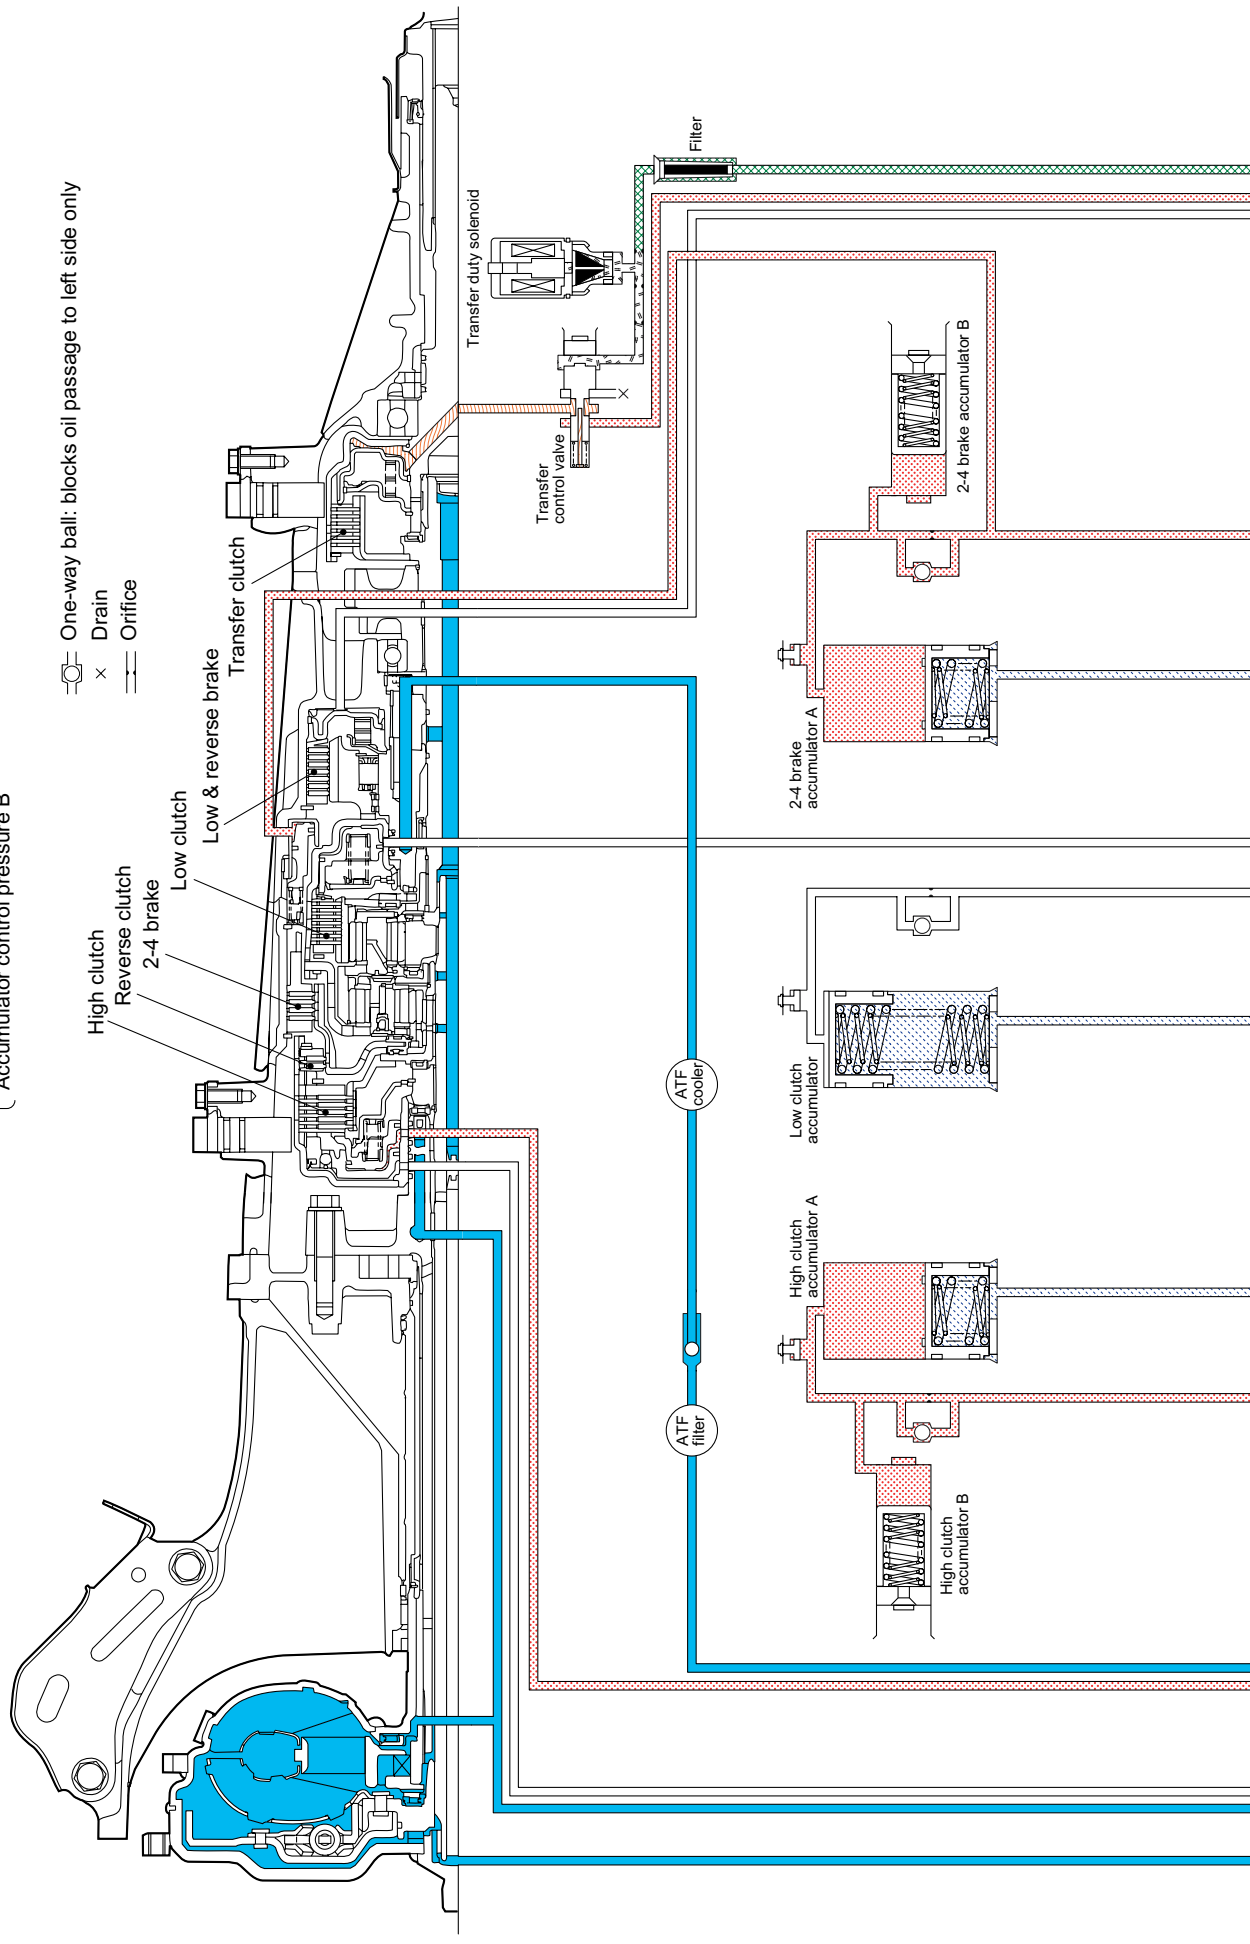 Accumulator control pressure B
One-way ball: blocks oil passage to left side only
Drain
Orifice
High clutch
Reverse clutch
2-4 brake
Low clutch
Low & reverse brake
Transfer clutch
Transfer duty solenoid
Filter
Transfer
control valve
ATF
filter
ATF
cooler
High clutch
accumulator B
High clutch
accumulator A
Low clutch
accumulator
2-4 brake
accumulator A
2-4 brake accumulator B